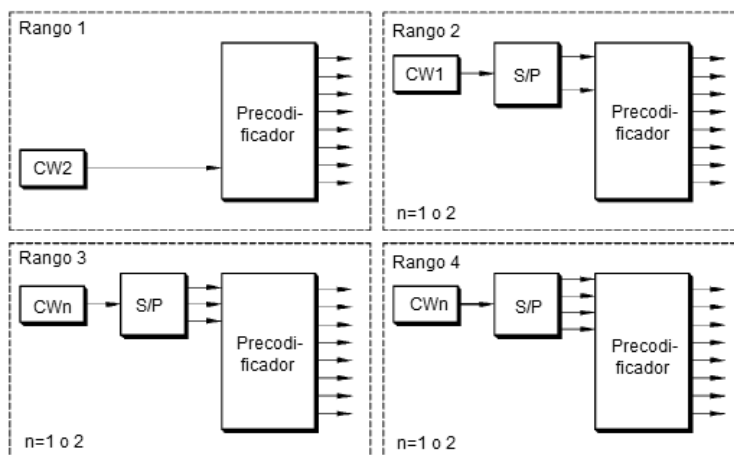 Rango 1
CW2
Precodi-
ficador
Rango 2
CW1
S/P
Precodi-
ficador
n=1 o 2
Rango 3
CWn
S/P
Precodi-
ficador
n=1 o 2
Rango 4
CWn
S/P
Precodi-
ficador
n=1 o 2